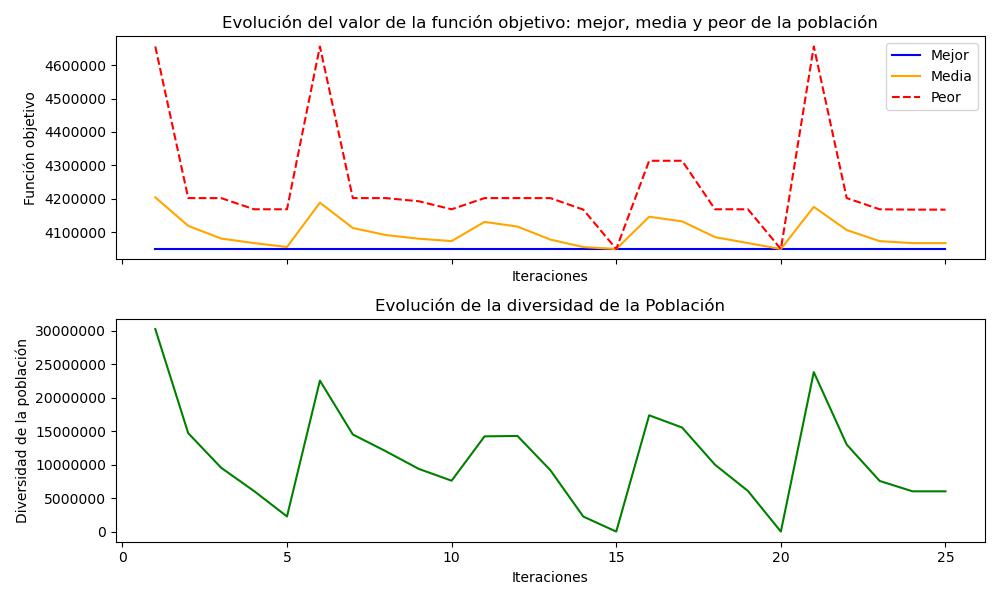 Evolución del valor de la función objetivo: mejor, media y peor de la población
Función objetivo
4600000
4500000
4400000
4300000
4200000
4100000
Mejor
Media
Peor
Iteraciones
Evolución de la diversidad de la Población
Diversidad de la población
30000000
25000000
20000000
15000000
10000000
5000000
0
0 5 10 15 20 25
Iteraciones